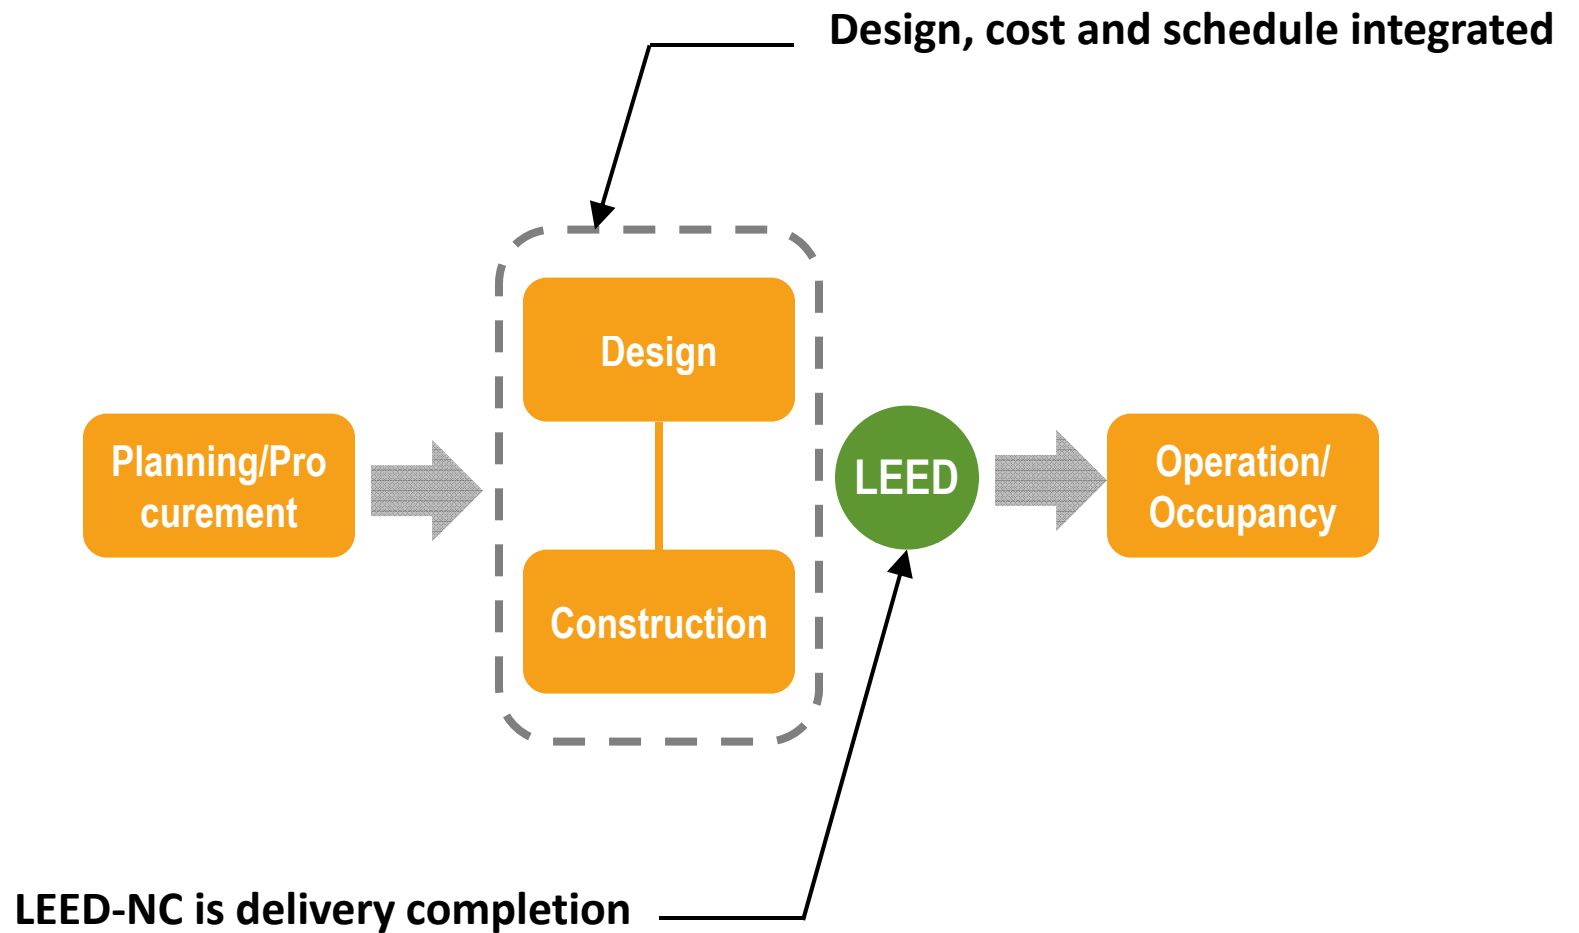 Design, cost and schedule integrated
Design
Planning/Pro
curement
LEED
Operation/
Occupancy
Construction
LEED-NC is delivery completion